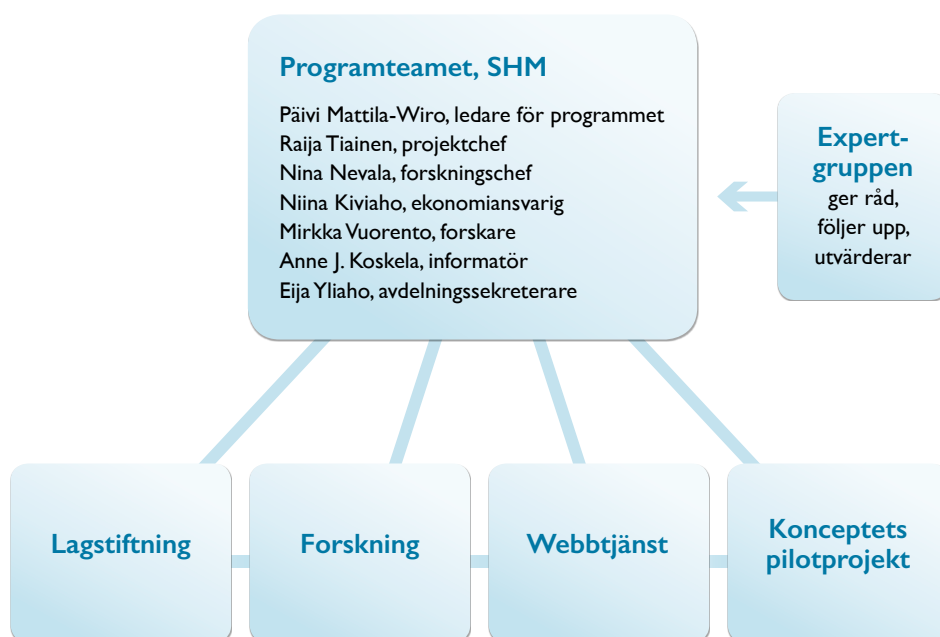 Programteamet, SHM
Päivi Mattila-Wiro, ledare för programmet
Raija Tiainen, projektchef
Nina Nevala, forskningschef
Niina Kiviaho, ekonomiansvarig
Mirkka Vuorento, forskare
Anne J. Koskela, informatör
Eija Yliaho, avdelningssekreterare
Expert-
gruppen
ger råd,
följer upp,
utvärderar
Lagstiftning
Forskning
Webbtjänst
Konceptets
pilotprojekt